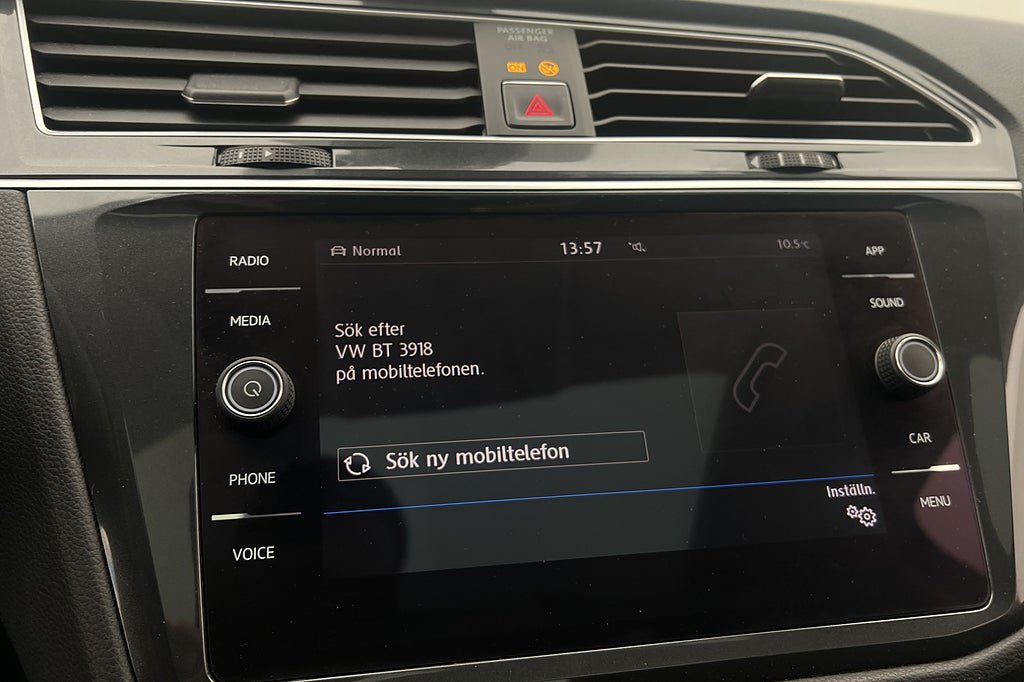 PASSENGER
AIR BAG
ON
RADIO
MEDIA
PHONE
VOICE
Normal
13:57
10.5°C
Sök efter
VW BT 3918
på mobiltelefonen.
Sök ny mobiltelefon
Inställn.
APP
SOUND
CAR
MENU